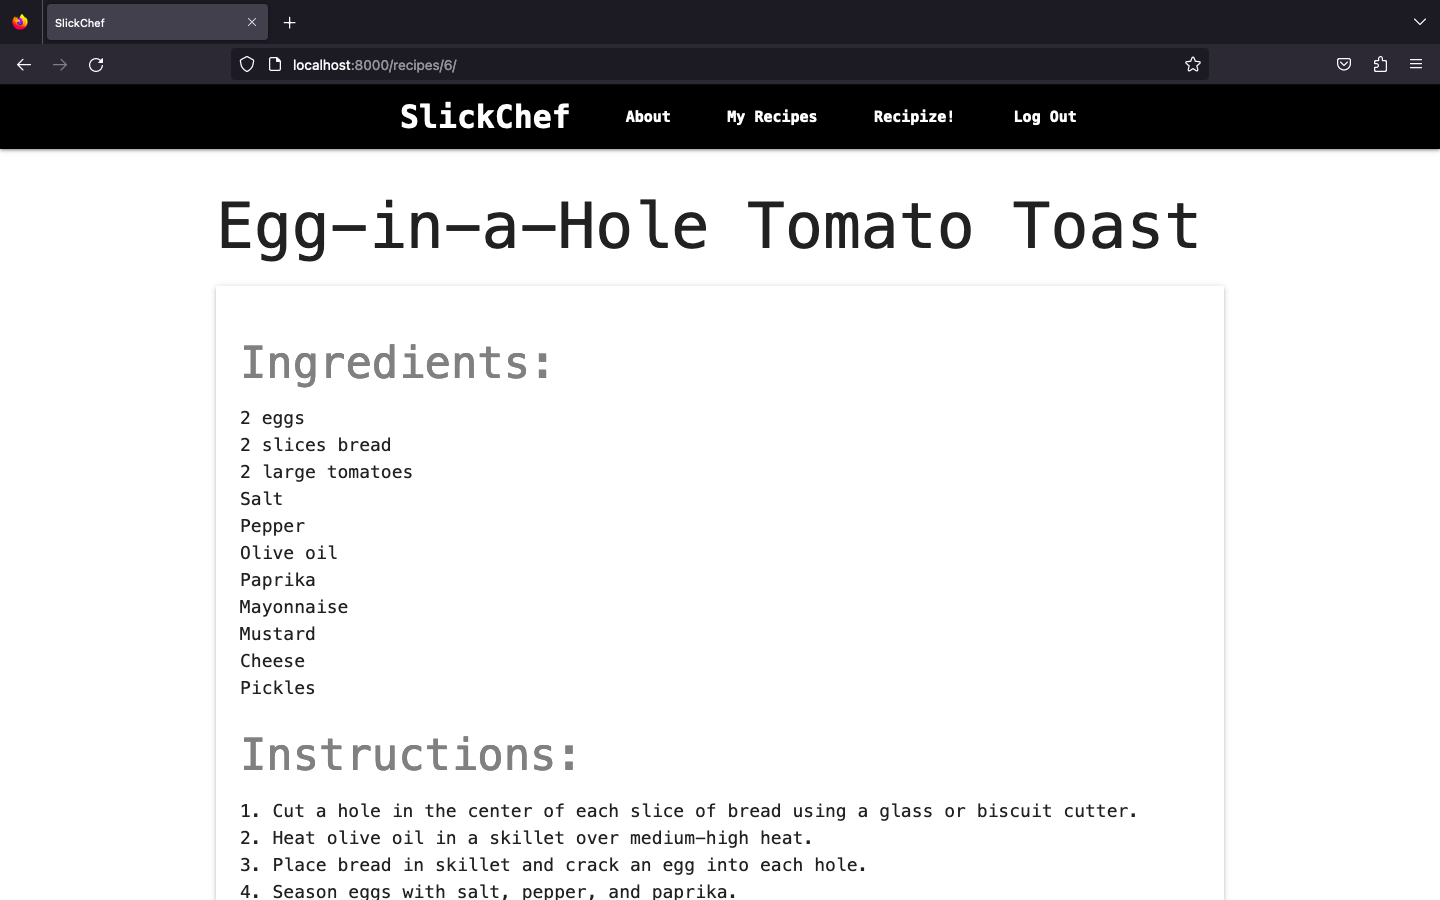 SlickChef
localhost:8000/recipes/6/
SlickChef About My Recipes Recipize! Log Out
Egg-in-a-Hole Tomato Toast
Ingredients:
2 eggs
2 slices bread
2 large tomatoes
Salt
Pepper
Olive oil
Paprika
Mayonnaise
Mustard
Cheese
Pickles
Instructions:
1. Cut a hole in the center of each slice of bread using a glass or biscuit cutter.
2. Heat olive oil in a skillet over medium-high heat.
3. Place bread in skillet and crack an egg into each hole.
4. Season eggs with salt, pepper, and paprika.